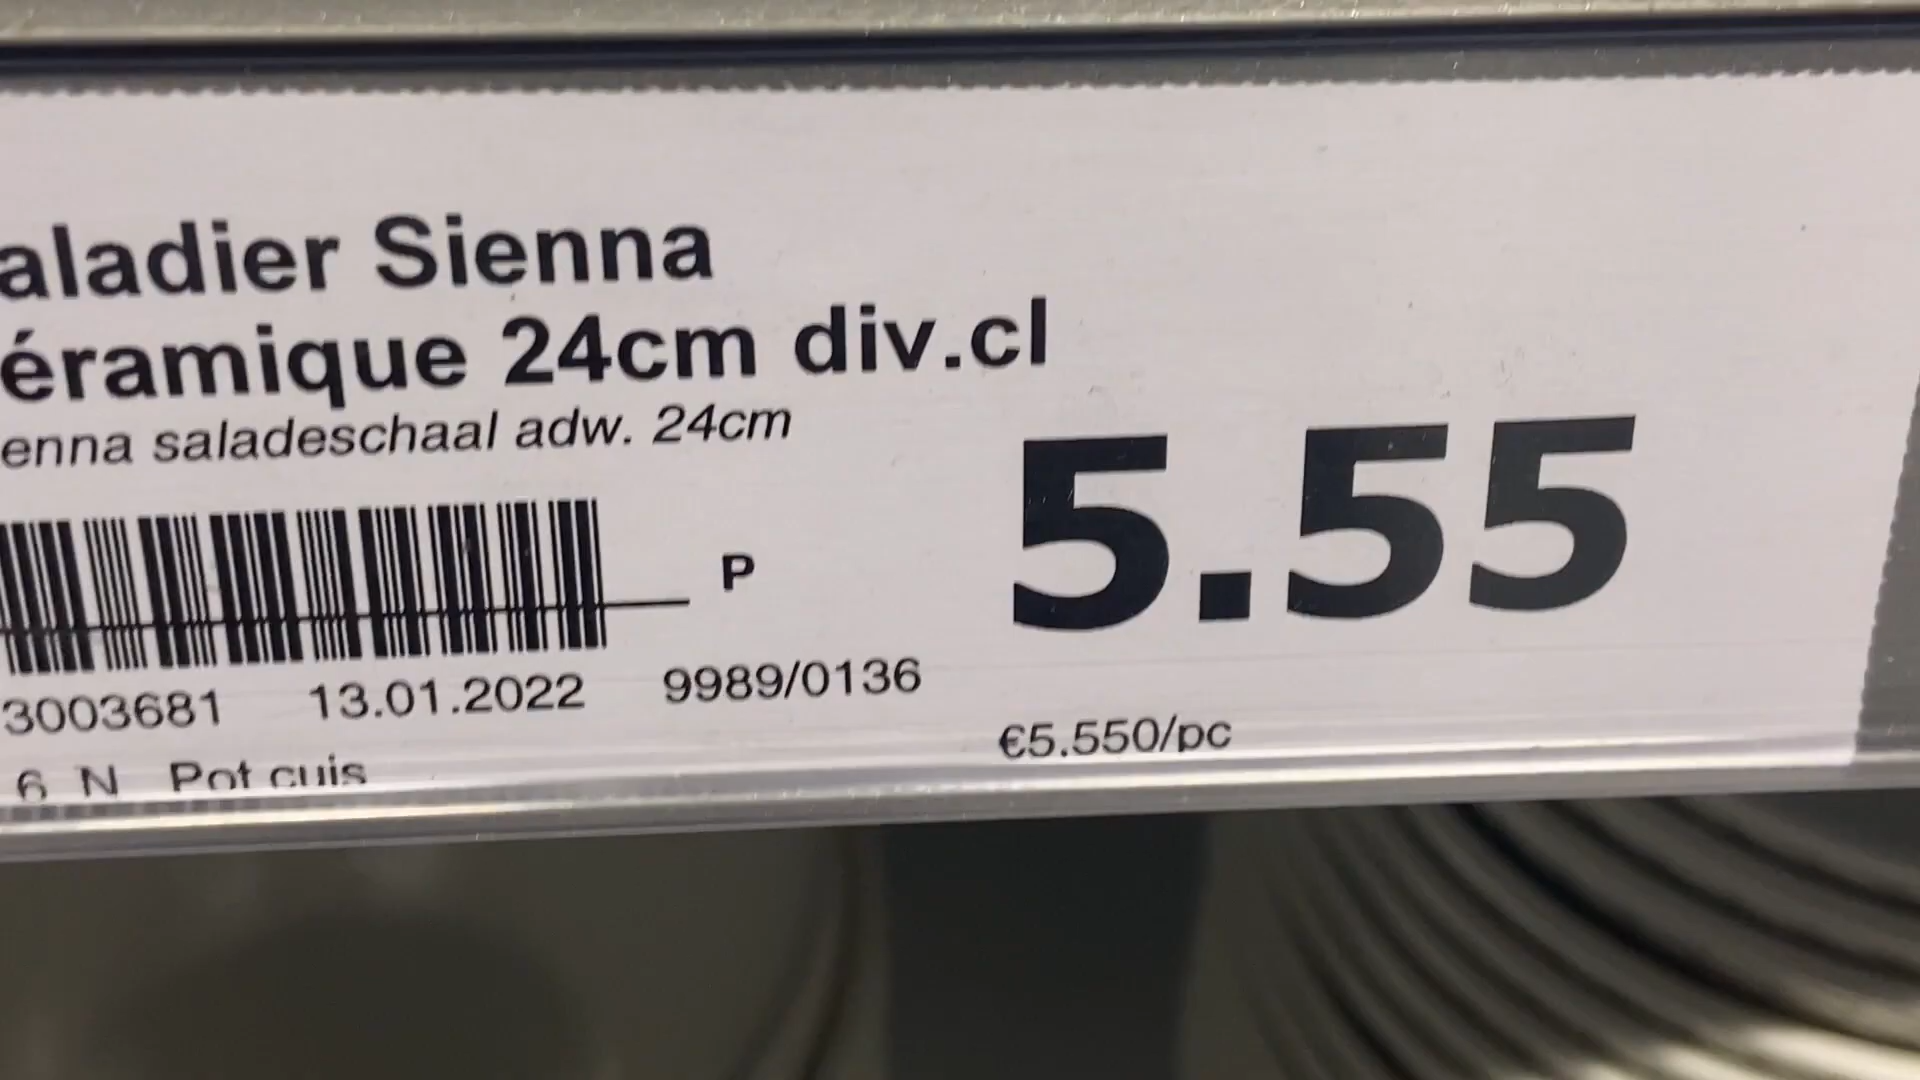 aladier Sienna
éramique 24cm div.cl
enna saladeschaal adw. 24cm
5.55
P
3003681 13.01.2022 9989/0136
€5.550/pc
6 N Pot cuis